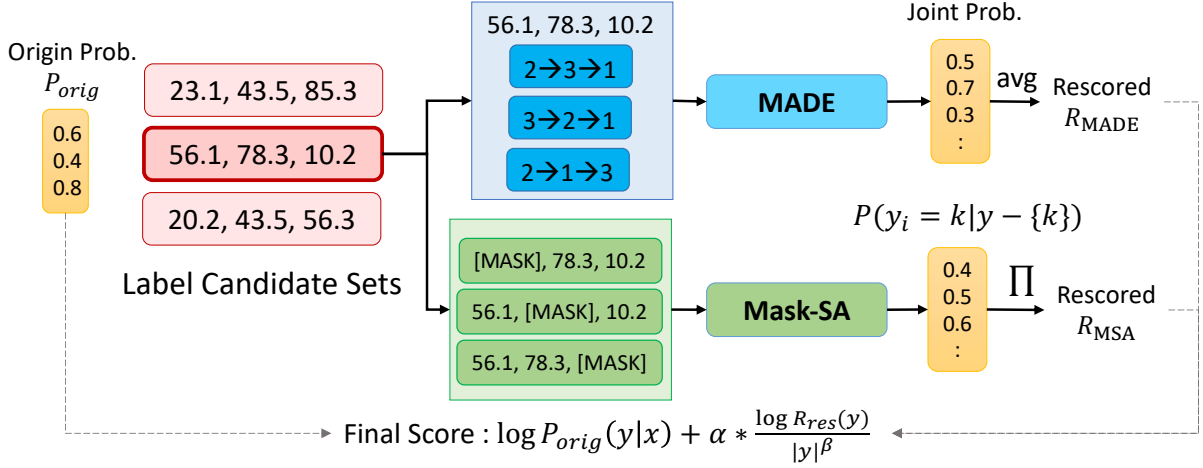 Origin Prob.
P_orig
0.6
0.4
0.8
23.1, 43.5, 85.3
56.1, 78.3, 10.2
20.2, 43.5, 56.3
Label Candidate Sets
56.1, 78.3, 10.2
2→3→1
3→2→1
2→1→3
MADE
Joint Prob.
0.5
0.7
0.3
:
avg
Rescored
R_MADE
[MASK], 78.3, 10.2
56.1, [MASK], 10.2
56.1, 78.3, [MASK]
Mask-SA
P(y_i = k|y − {k})
0.4
0.5
0.6
:
∏
Rescored
R_MSA
Final Score : log P_orig(y|x) + α * log R_res(y) / |y|^β